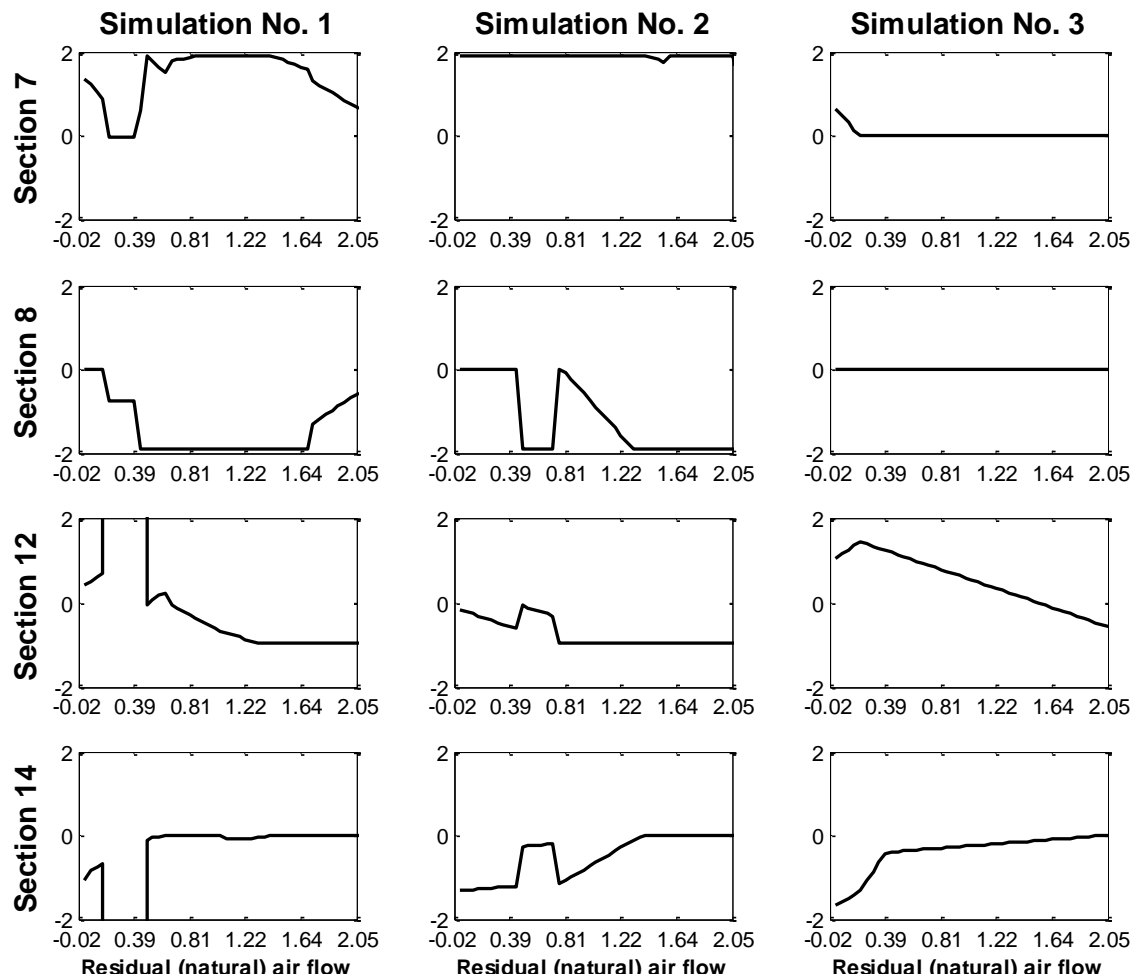 Simulation No. 1 Simulation No. 2 Simulation No. 3
Section 7
2 2 2
0 0 0
-2 -2 -2
-0.02 0.39 0.81 1.22 1.64 2.05 -0.02 0.39 0.81 1.22 1.64 2.05 -0.02 0.39 0.81 1.22 1.64 2.05
Section 8
2 2 2
0 0 0
-2 -2 -2
-0.02 0.39 0.81 1.22 1.64 2.05 -0.02 0.39 0.81 1.22 1.64 2.05 -0.02 0.39 0.81 1.22 1.64 2.05
Section 12
2 2 2
0 0 0
-2 -2 -2
-0.02 0.39 0.81 1.22 1.64 2.05 -0.02 0.39 0.81 1.22 1.64 2.05 -0.02 0.39 0.81 1.22 1.64 2.05
Section 14
2 2 2
0 0 0
-2 -2 -2
-0.02 0.39 0.81 1.22 1.64 2.05 -0.02 0.39 0.81 1.22 1.64 2.05 -0.02 0.39 0.81 1.22 1.64 2.05
Residual (natural) air flow Residual (natural) air flow Residual (natural) air flow